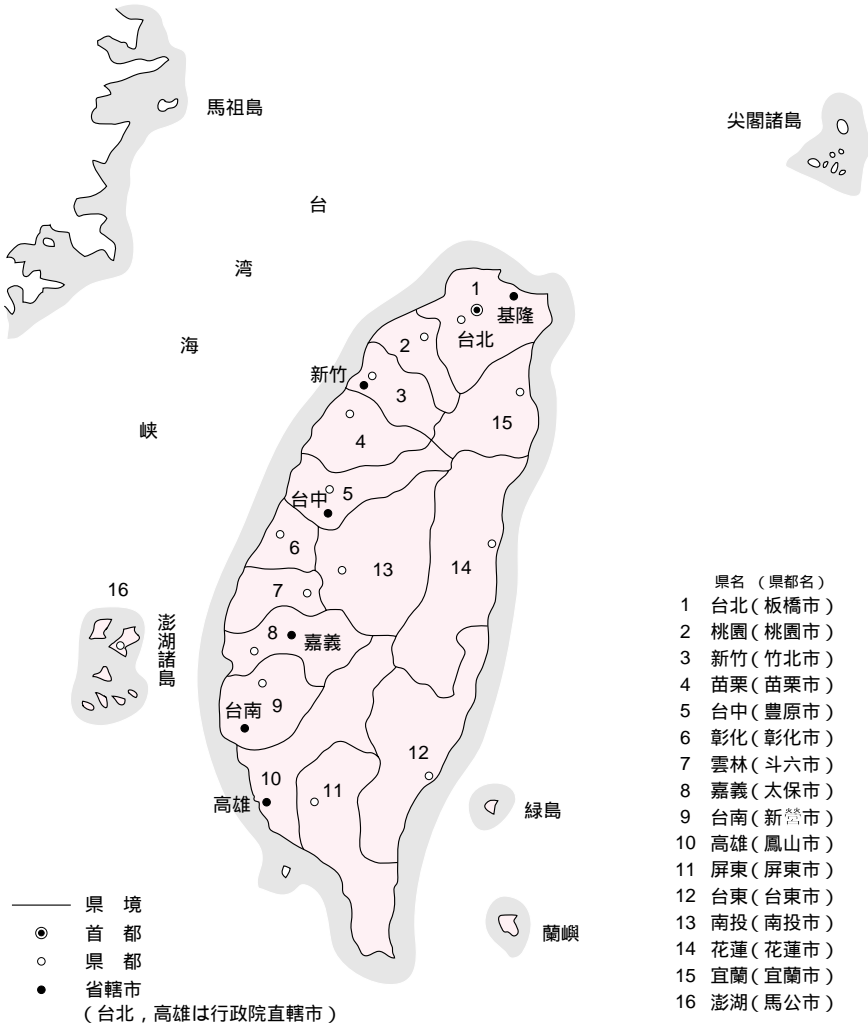 馬祖島
尖閣諸島
台
湾
海
峡
1
基隆
台北
2
新竹
3
15
4
台中
5
6
13
14
7
16
澎湖諸島
8
嘉義
台南
9
12
10
11
高雄
緑島
蘭嶼
県名 (県都名)
1 台北(板橋市)
2 桃園(桃園市)
3 新竹(竹北市)
4 苗栗(苗栗市)
5 台中(豊原市)
6 彰化(彰化市)
7 雲林(斗六市)
8 嘉義(太保市)
9 台南(新營市)
10 高雄(鳳山市)
11 屏東(屏東市)
12 台東(台東市)
13 南投(南投市)
14 花蓮(花蓮市)
15 宜蘭(宜蘭市)
16 澎湖(馬公市)
県 境
首 都
県 都
省轄市
(台北,高雄は行政院直轄市)